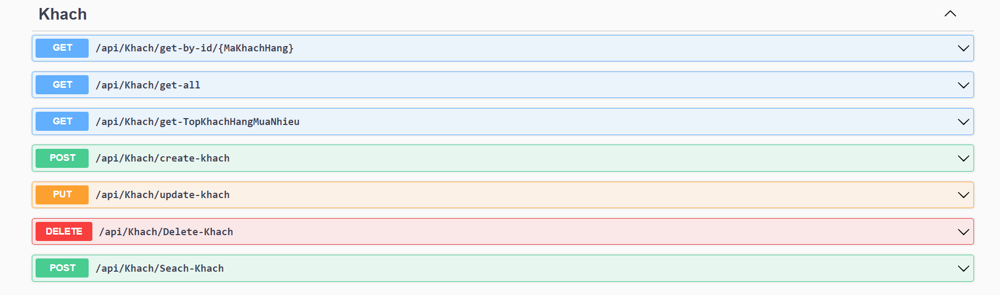 Khach
GET /api/Khach/get-by-id/{MaKhachHang}
GET /api/Khach/get-all
GET /api/Khach/get-TopKhachHangMuaNhieu
POST /api/Khach/create-khach
PUT /api/Khach/update-khach
DELETE /api/Khach/Delete-Khach
POST /api/Khach/Seach-Khach